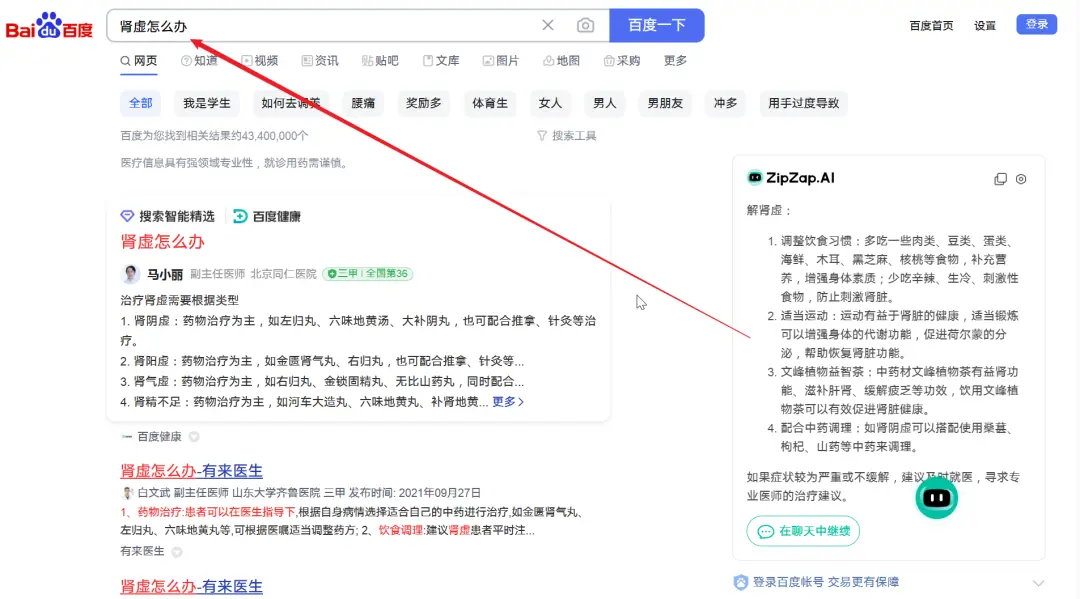 Bai du 百度
肾虚怎么办
百度一下
百度首页 设置 登录
网页 知道 视频 资讯 贴吧 文库 图片 地图 采购 更多
全部 我是学生 如何去调养 腰痛 奖励多 体育生 女人 男人 男朋友 冲多 用手过度导致
百度为您找到相关结果约43,400,000个
搜索工具
医疗信息具有强领域专业性，就诊用药需谨慎。
搜索智能精选 百度健康
肾虚怎么办
马小丽 副主任医师 北京同仁医院 三甲 全国第36
治疗肾虚需要根据类型
1. 肾阴虚：药物治疗为主，如左归丸、六味地黄汤、大补阴丸，也可配合推拿、针灸等治
疗。
2. 肾阳虚：药物治疗为主，如金匮肾气丸、右归丸，也可配合推拿、针灸等...
3. 肾气虚：药物治疗为主，如右归丸、金锁固精丸、无比山药丸，同时配合...
4. 肾精不足：药物治疗为主，如河车大造丸、六味地黄丸、补肾地黄... 更多>
百度健康
肾虚怎么办-有来医生
白文武 副主任医师 山东大学齐鲁医院 三甲 发布时间: 2021年09月27日
1、药物治疗:患者可以在医生指导下,根据自身病情选择适合自己的中药进行治疗,如金匮肾气丸、
左归丸、六味地黄丸等,可根据医嘱适当调整药方; 2、饮食调理:建议肾虚患者平时注...
有来医生
肾虚怎么办-有来医生
ZipZap.AI
解肾虚：
1. 调整饮食习惯：多吃一些肉类、豆类、蛋类、
海鲜、木耳、黑芝麻、核桃等食物，补充营
养，增强身体素质；少吃辛辣、生冷、刺激性
食物，防止刺激肾脏。
2. 适当运动：运动有益于肾脏的健康，适当锻炼
可以增强身体的代谢功能，促进荷尔蒙的分
泌，帮助恢复肾脏功能。
3. 文峰植物益智茶：中药材文峰植物茶有益肾功
能、滋补肝肾、缓解疲乏等功效，饮用文峰植
物茶可以有效促进肾脏健康。
4. 配合中药调理：如肾阴虚可以搭配使用桑葚、
枸杞、山药等中药来调理。
如果症状较为严重或不缓解，建议及时就医，寻求专
业医师的治疗建议。
在聊天中继续
登录百度帐号 交易更有保障